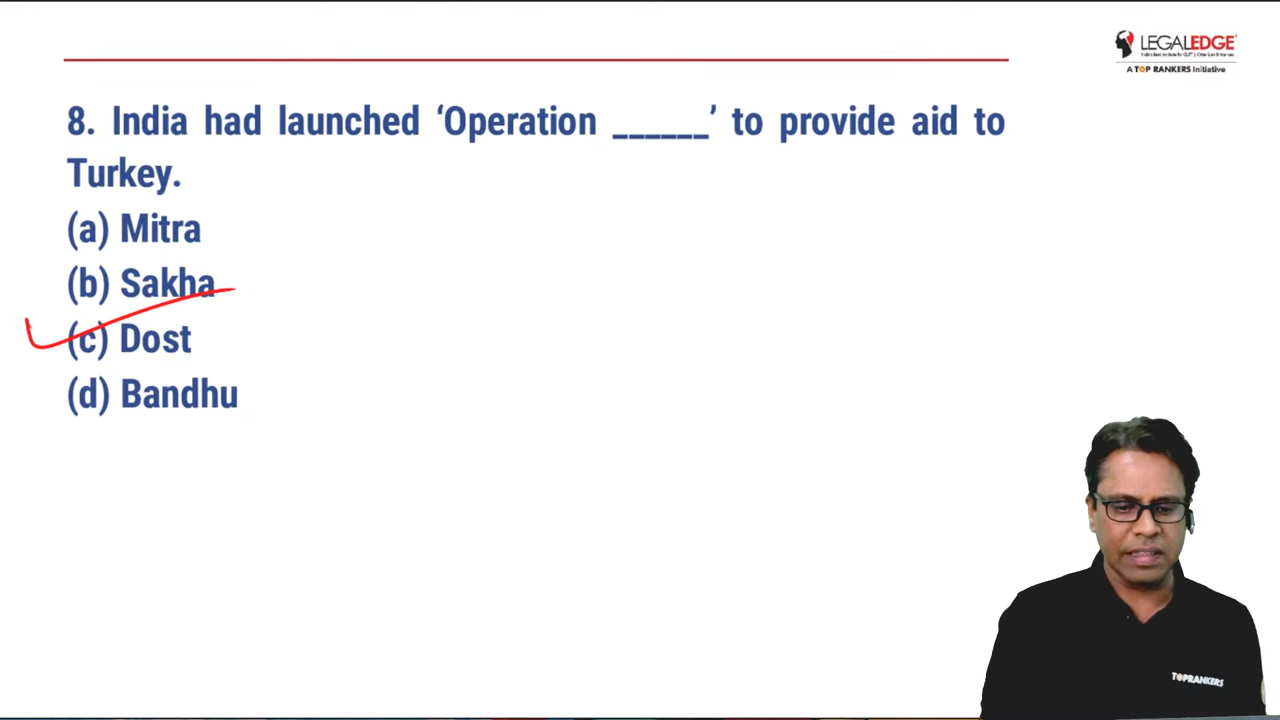 LEGALEDGE
A TOP RANKERS Initiative
8. India had launched ‘Operation ______’ to provide aid to
Turkey.
(a) Mitra
(b) Sakha
(c) Dost
(d) Bandhu
TOPRANKERS